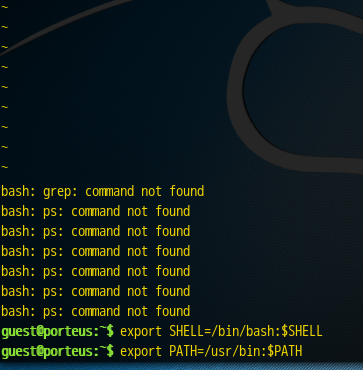 ~
~
~
~
~
~
~
~
~
bash: grep: command not found
bash: ps: command not found
bash: ps: command not found
bash: ps: command not found
bash: ps: command not found
bash: ps: command not found
bash: ps: command not found
guest@porteus:~$ export SHELL=/bin/bash:$SHELL
guest@porteus:~$ export PATH=/usr/bin:$PATH